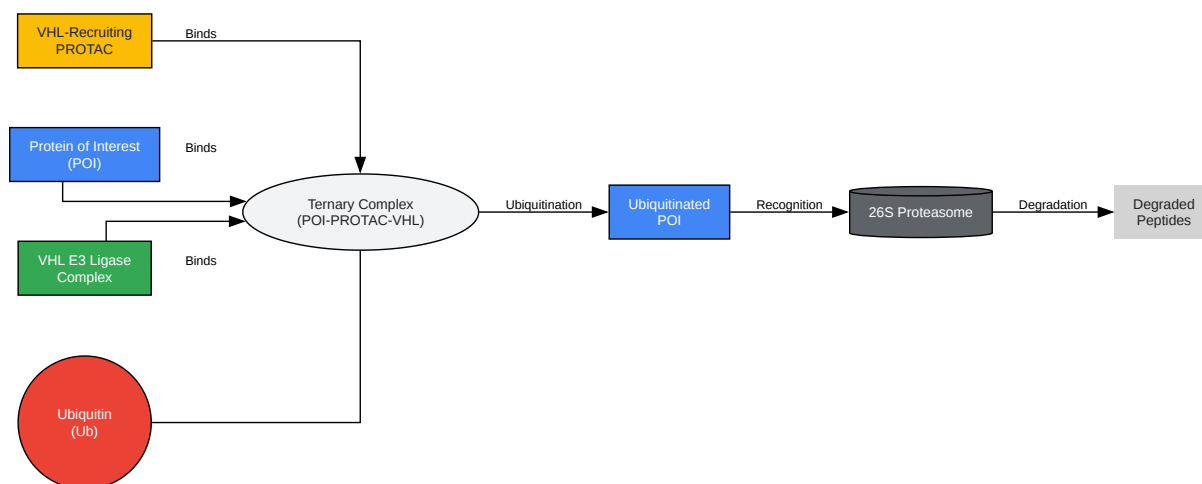 VHL-Recruiting
PROTAC
Binds
Protein of Interest
(POI)
Binds
Ternary Complex
(POI-PROTAC-VHL)
Ubiquitination
Ubiquitinated
POI
Recognition
26S Proteasome
Degradation
Degraded
Peptides
VHL E3 Ligase
Complex
Binds
Ubiquitin
(Ub)